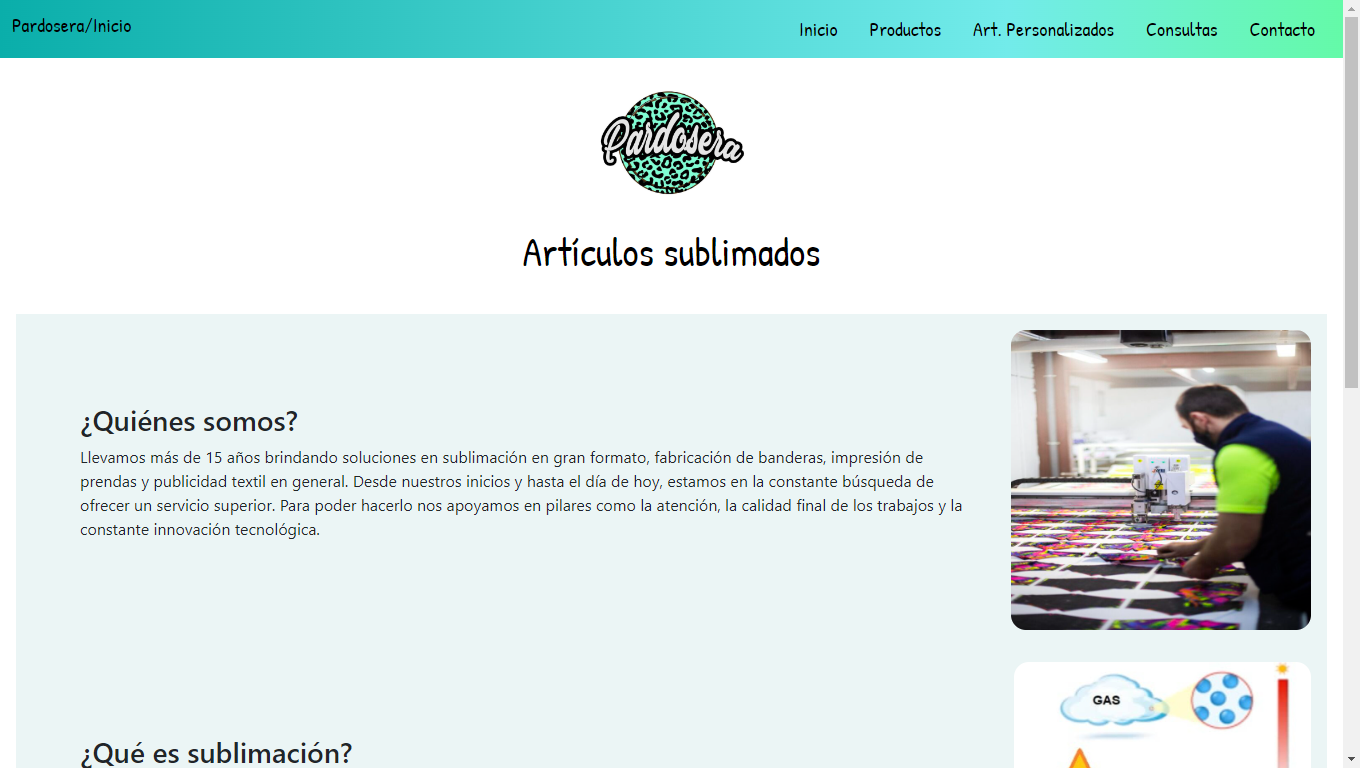 Pardosera/Inicio
Inicio Productos Art. Personalizados Consultas Contacto
Pardosera
Artículos sublimados
¿Quiénes somos?
Llevamos más de 15 años brindando soluciones en sublimación en gran formato, fabricación de banderas, impresión de
prendas y publicidad textil en general. Desde nuestros inicios y hasta el día de hoy, estamos en la constante búsqueda de
ofrecer un servicio superior. Para poder hacerlo nos apoyamos en pilares como la atención, la calidad final de los trabajos y la
constante innovación tecnológica.
GAS
¿Qué es sublimación?